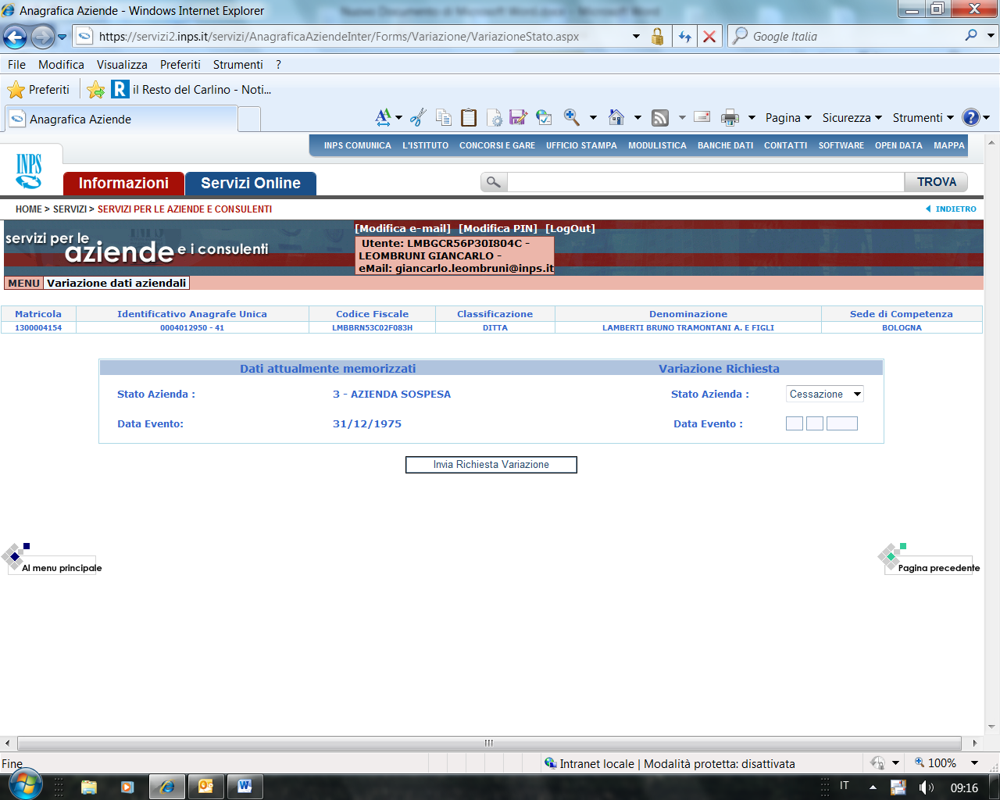 Anagrafica Aziende - Windows Internet Explorer
https://servizi2.inps.it/servizi/AnagraficaAziendeInter/Forms/Variazione/VariazioneStato.aspx
Google Italia
File Modifica Visualizza Preferiti Strumenti ?
Preferiti il Resto del Carlino - Noti...
Anagrafica Aziende
Pagina Sicurezza Strumenti
INPS COMUNICA L'ISTITUTO CONCORSI E GARE UFFICIO STAMPA MODULISTICA BANCHE DATI CONTATTI SOFTWARE OPEN DATA MAPPA
INPS
Informazioni Servizi Online TROVA
HOME > SERVIZI > SERVIZI PER LE AZIENDE E CONSULENTI INDIETRO
servizi per le
aziende e i consulenti
[Modifica e-mail] [Modifica PIN] [LogOut]
Utente: LMBGCR56P30I804C -
LEOMBRUNI GIANCARLO -
eMail: giancarlo.leombruni@inps.it
MENU Variazione dati aziendali
Matricola Identificativo Anagrafe Unica Codice Fiscale Classificazione Denominazione Sede di Competenza
1300004154 0004012950 - 41 LMBBRN53C02F083H DITTA LAMBERTI BRUNO TRAMONTANI A. E FIGLI BOLOGNA
Dati attualmente memorizzati Variazione Richiesta
Stato Azienda : 3 - AZIENDA SOSPESA Stato Azienda : Cessazione
Data Evento: 31/12/1975 Data Evento :
Invia Richiesta Variazione
Al menu principale Pagina precedente
Fine Intranet locale | Modalità protetta: disattivata 100%
IT 09:16